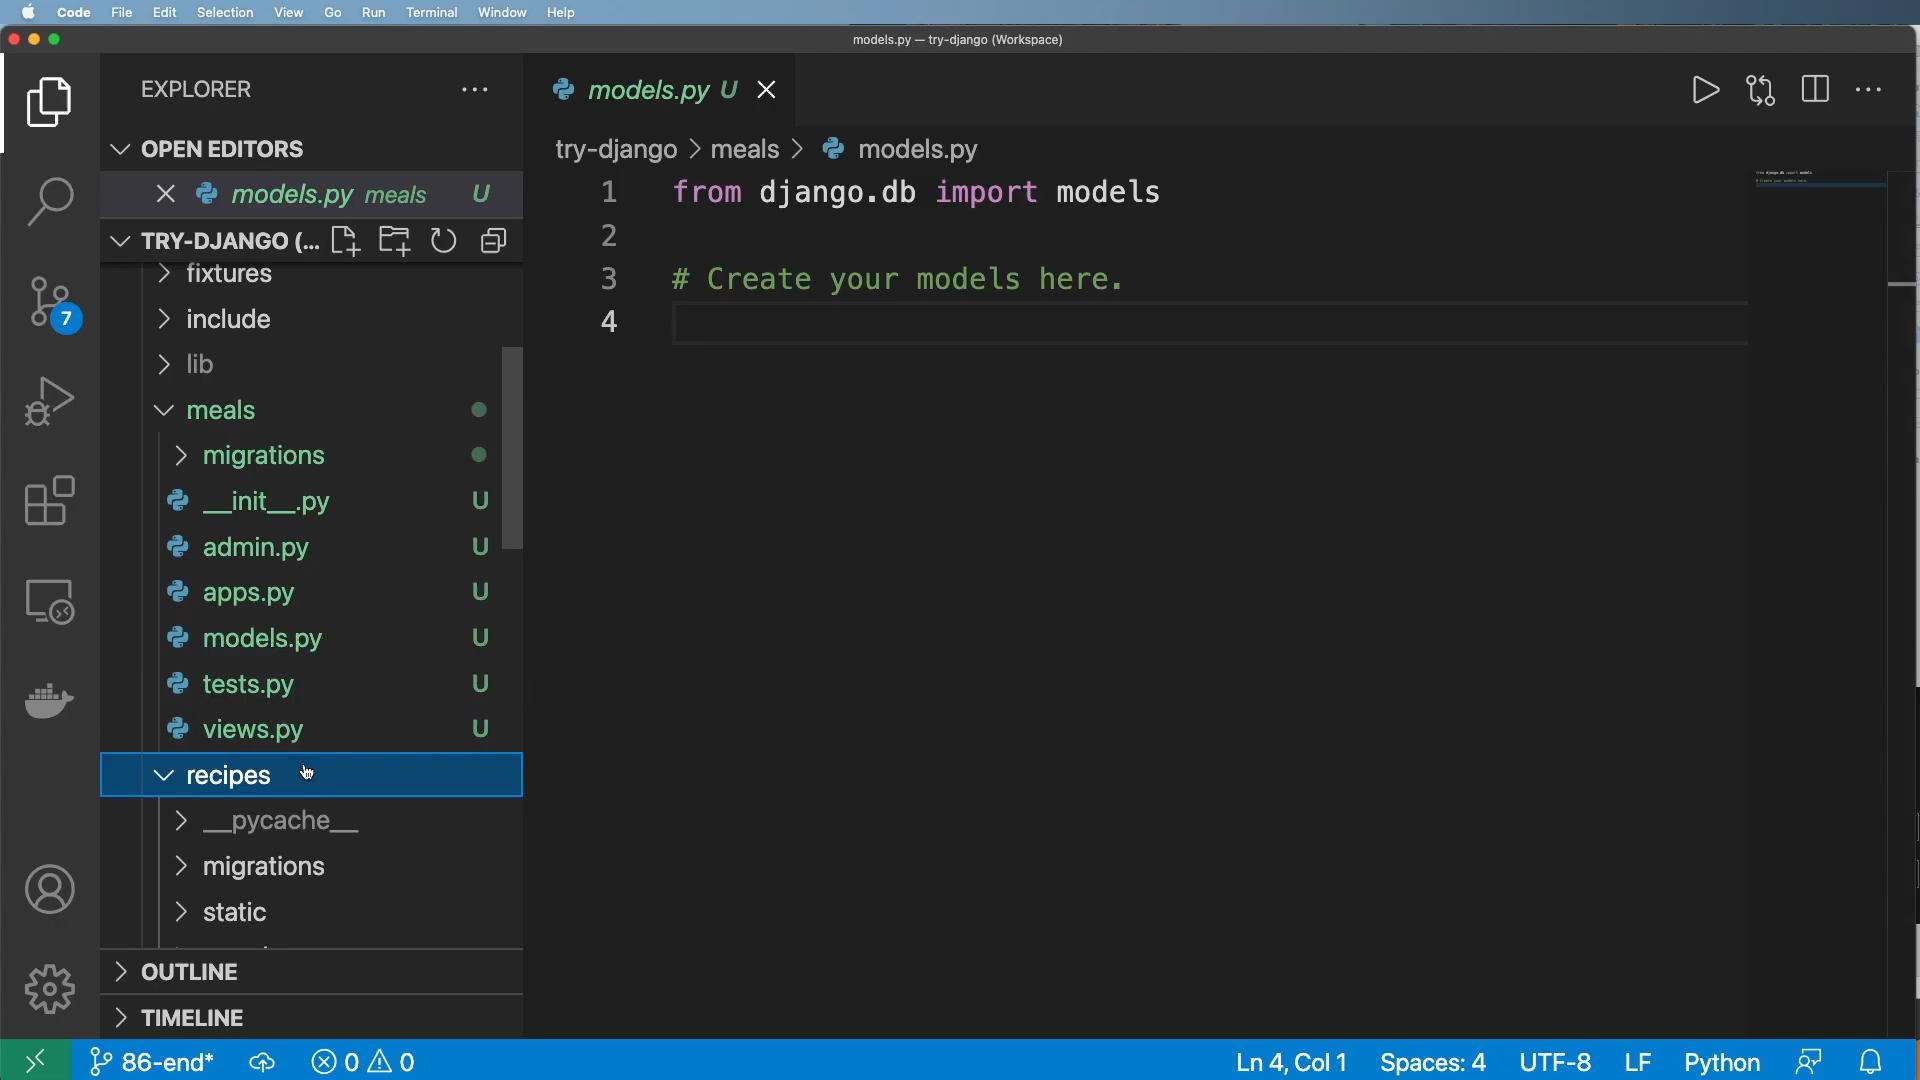 Code File Edit Selection View Go Run Terminal Window Help
models.py — try-django (Workspace)
EXPLORER
models.py U
OPEN EDITORS
models.py meals U
TRY-DJANGO (...
fixtures
include
lib
meals
migrations
__init__.py U
admin.py U
apps.py U
models.py U
tests.py U
views.py U
recipes
__pycache__
migrations
static
OUTLINE
TIMELINE
7
try-django > meals > models.py
1 from django.db import models
2
3 # Create your models here.
4
86-end* 0 0 Ln 4, Col 1 Spaces: 4 UTF-8 LF Python